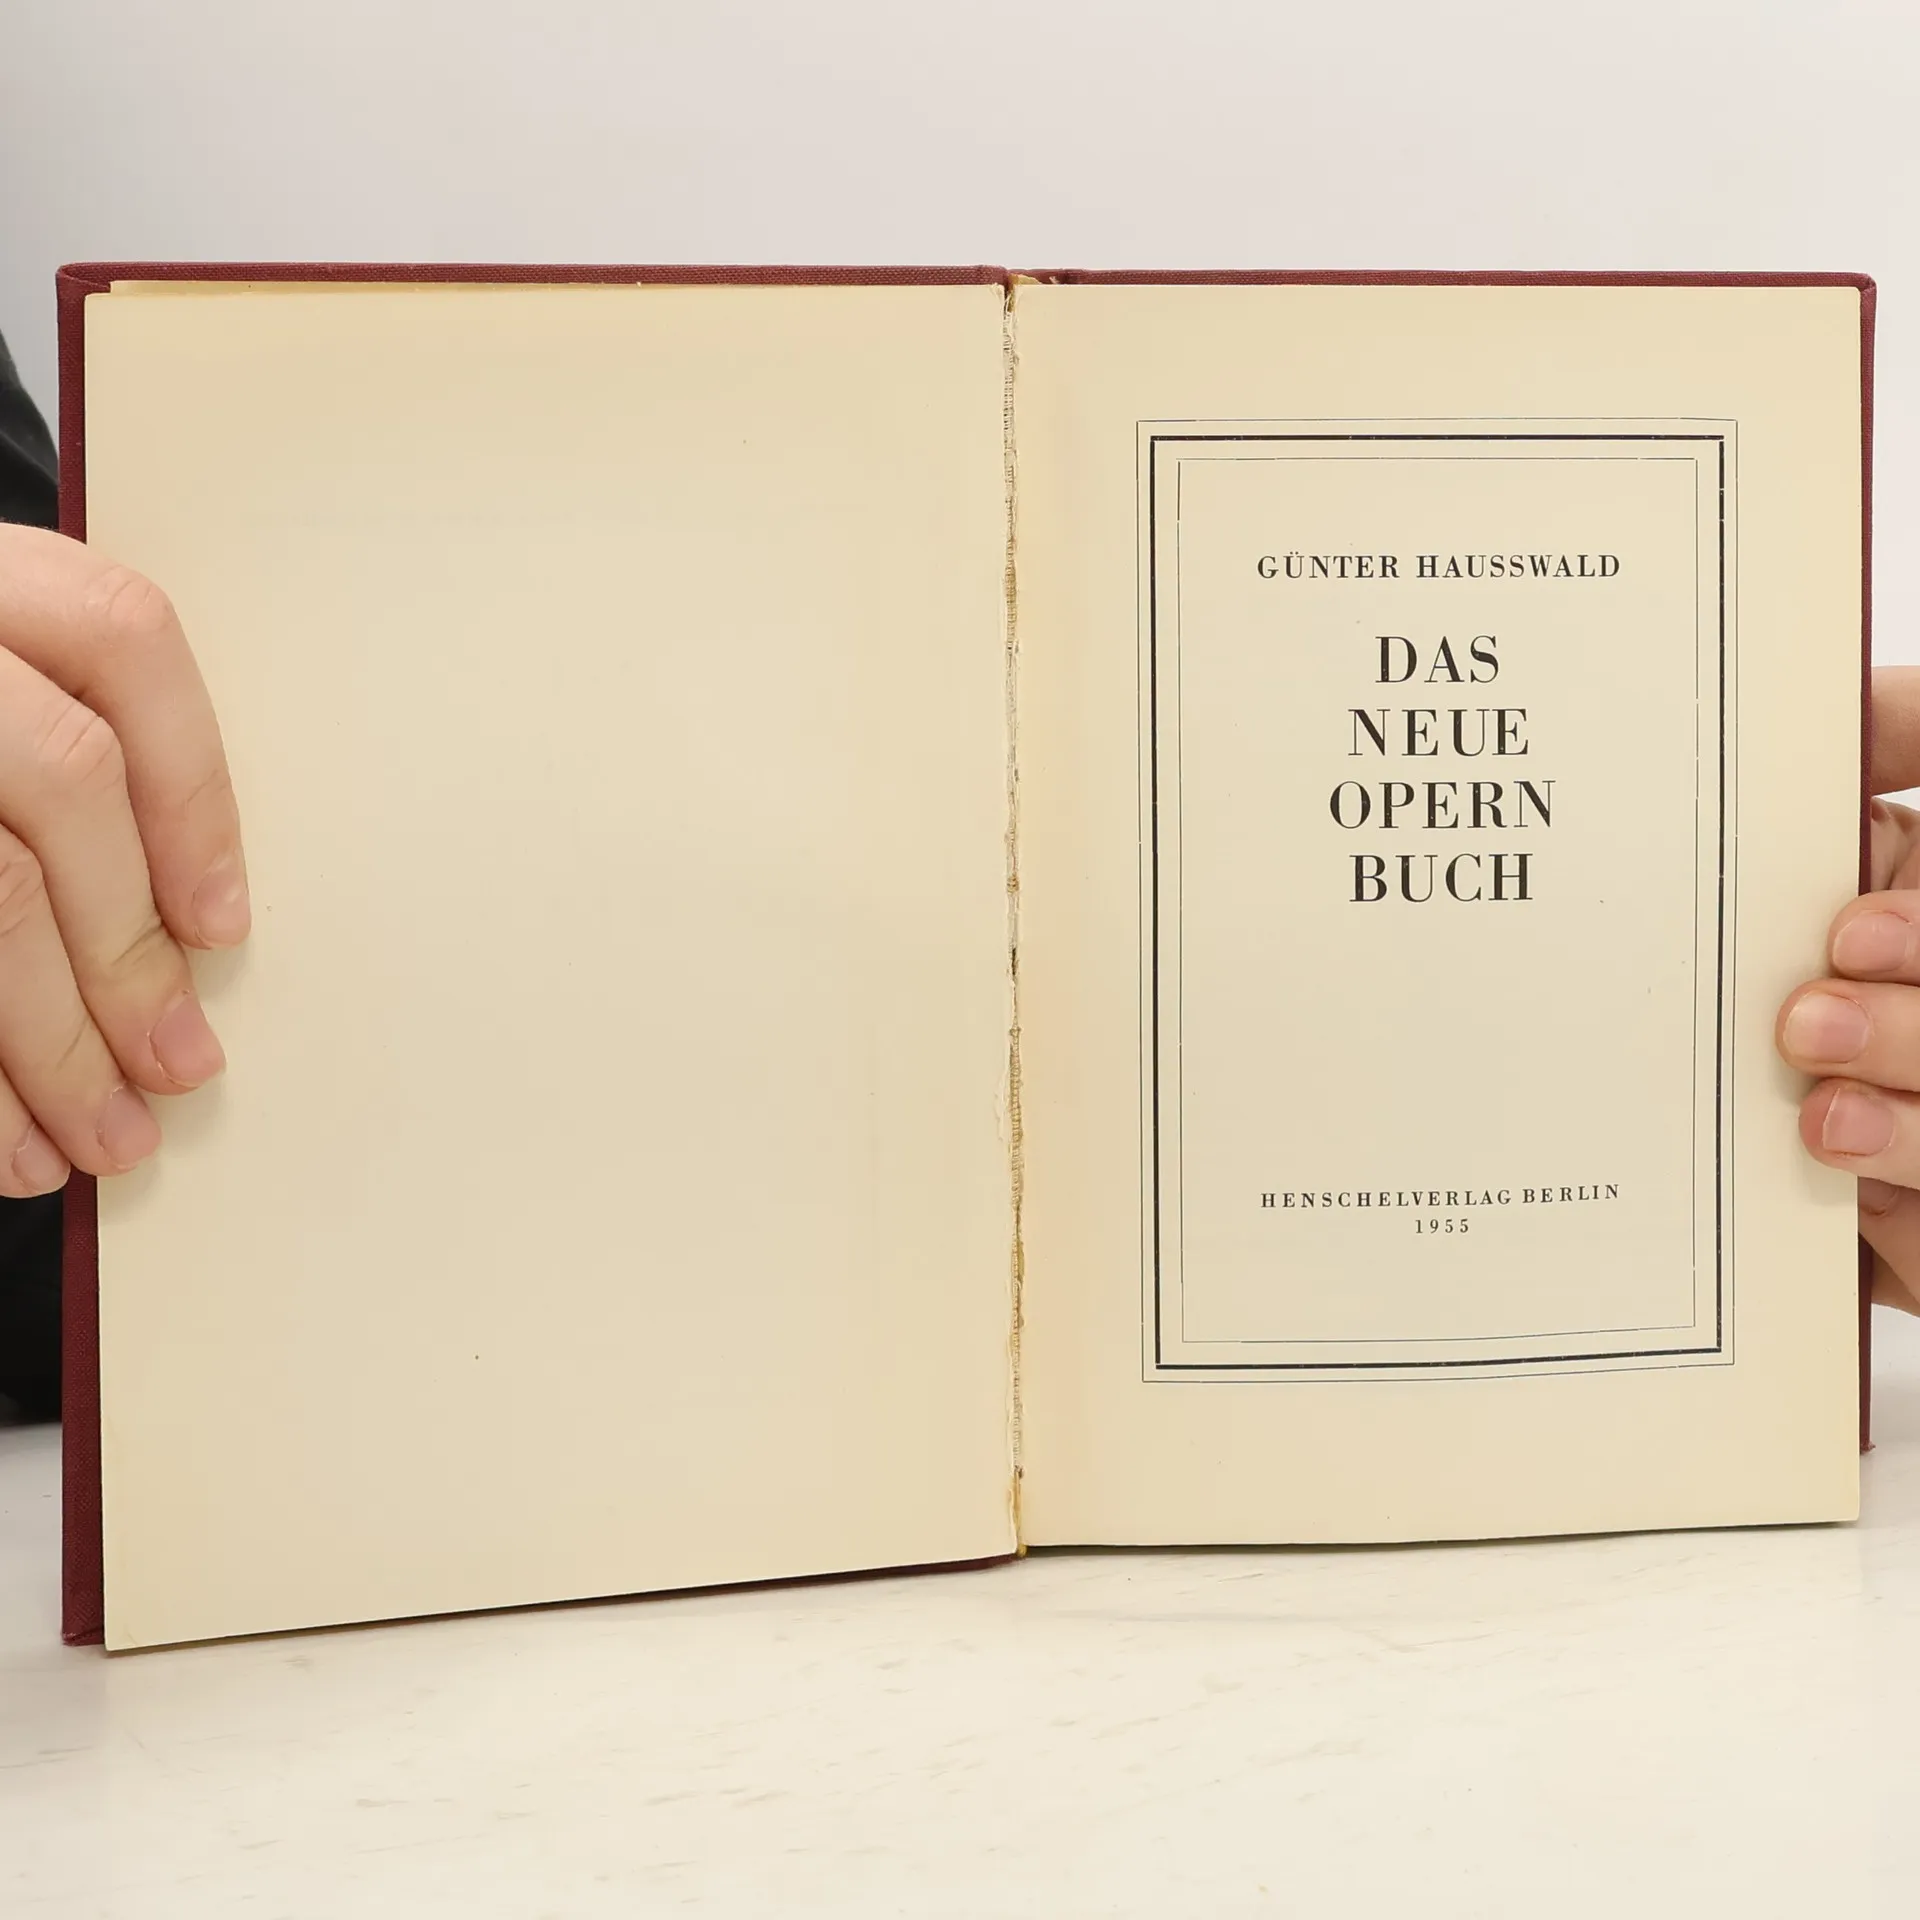 GÜNTER HAUSSWALD
DAS
NEUE
OPERN
BUCH
HENSCHELVERLAG BERLIN
1955